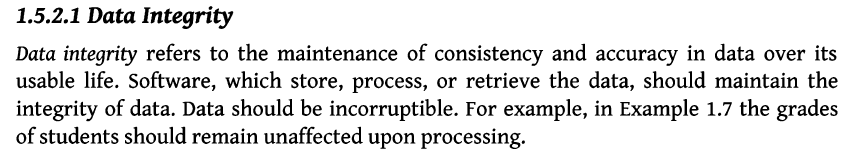 1.5.2.1 Data Integrity
Data integrity refers to the maintenance of consistency and accuracy in data over its
usable life. Software, which store, process, or retrieve the data, should maintain the
integrity of data. Data should be incorruptible. For example, in Example 1.7 the grades
of students should remain unaffected upon processing.